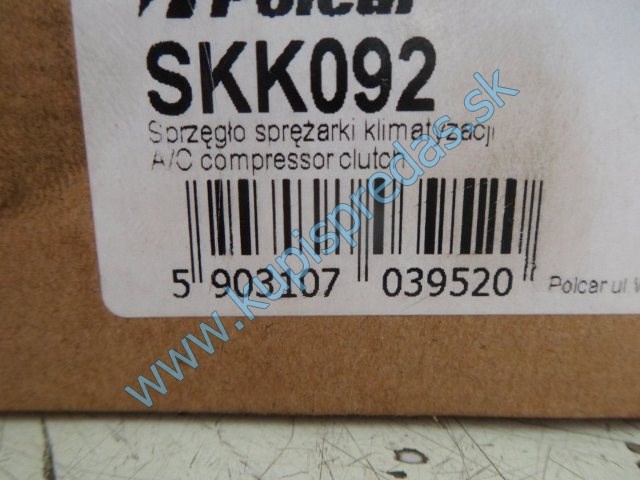 Polcar
SKK092
Sprzęgło sprężarki klimatyzacji
A/C compressor clutch
5 903107 039520
Polcar ul
www.kupispredas.sk